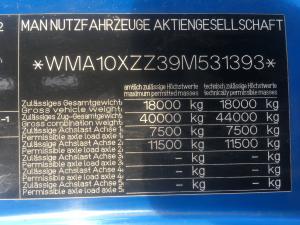 MAN NUTZFAHRZEUGE AKTIENGESELLSCHAFT
*WMA10XZZ39M531393*
amtlich zulässige Höchstwerte technisch zulässige Höchstwerte
maximum permitted masses technically permitted masses
Zulässiges Gesamtgewicht
Gross vehicle weight 18000 kg 18000 kg
Zulässiges Zug-Gesamtgewicht
Gross combination weight 40000 kg 44000 kg
Zulässige Achslast Achse 1
Permissible axle load axle 1 7500 kg 7500 kg
Zulässige Achslast Achse 2
Permissible axle load axle 2 11500 kg 11500 kg
Zulässige Achslast Achse 3
Permissible axle load axle 3 - kg - kg
Zulässige Achslast Achse 4
Permissible axle load axle 4 - kg - kg
Zulässige Achslast Achse 5
Permissible axle load axle 5 - kg - kg